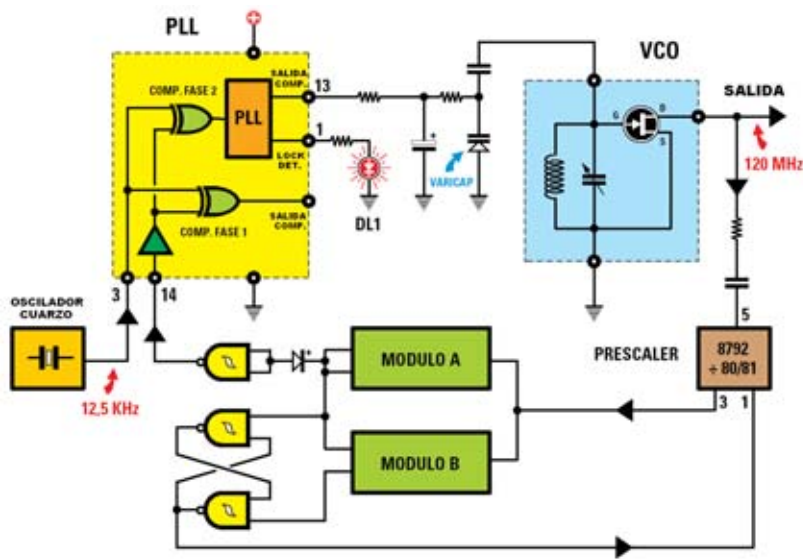 PLL
VCO
SALIDA
COMP.
13
COMP. FASE 2
PLL
1
LOCK
DET.
SALIDA
120 MHz
VARICAP
G
D
S
DL1
SALIDA
COMP.
COMP. FASE 1
3
14
5
OSCILADOR
CUARZO
12,5 KHz
MODULO A
MODULO B
PRESCALER
8792
÷ 80/81
3
1